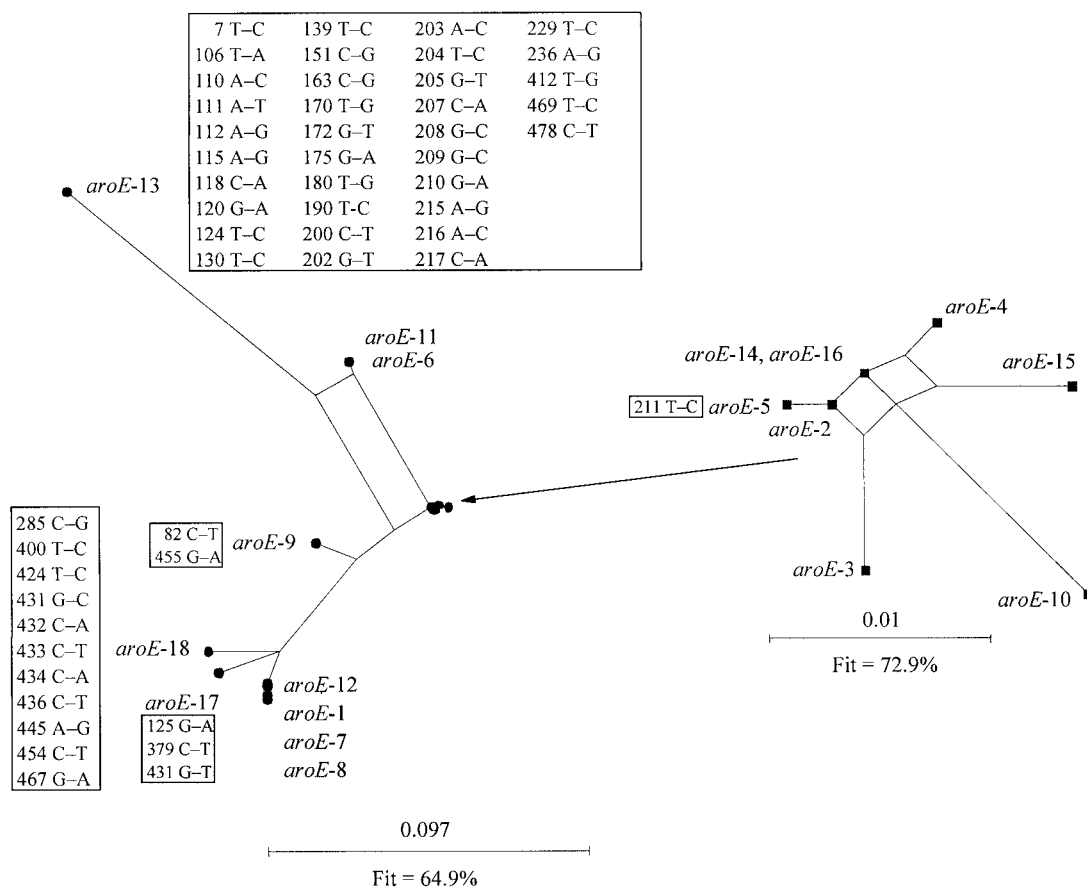 7 T–C 139 T–C 203 A–C 229 T–C
106 T–A 151 C–G 204 T–C 236 A–G
110 A–C 163 C–G 205 G–T 412 T–G
111 A–T 170 T–G 207 C–A 469 T–C
112 A–G 172 G–T 208 G–C 478 C–T
115 A–G 175 G–A 209 G–C
118 C–A 180 T–G 210 G–A
120 G–A 190 T-C 215 A–G
124 T–C 200 C–T 216 A–C
130 T–C 202 G–T 217 C–A
aroE-13
aroE-11
aroE-6
aroE-4
aroE-14, aroE-16
aroE-15
211 T–C aroE-5
aroE-2
aroE-3
aroE-10
0.01
Fit = 72.9%
285 C–G
400 T–C
424 T–C
431 G–C
432 C–A
433 C–T
434 C–A
436 C–T
445 A–G
454 C–T
467 G–A
82 C–T
455 G–A
aroE-9
aroE-18
aroE-17
125 G–A
379 C–T
431 G–T
aroE-12
aroE-1
aroE-7
aroE-8
0.097
Fit = 64.9%